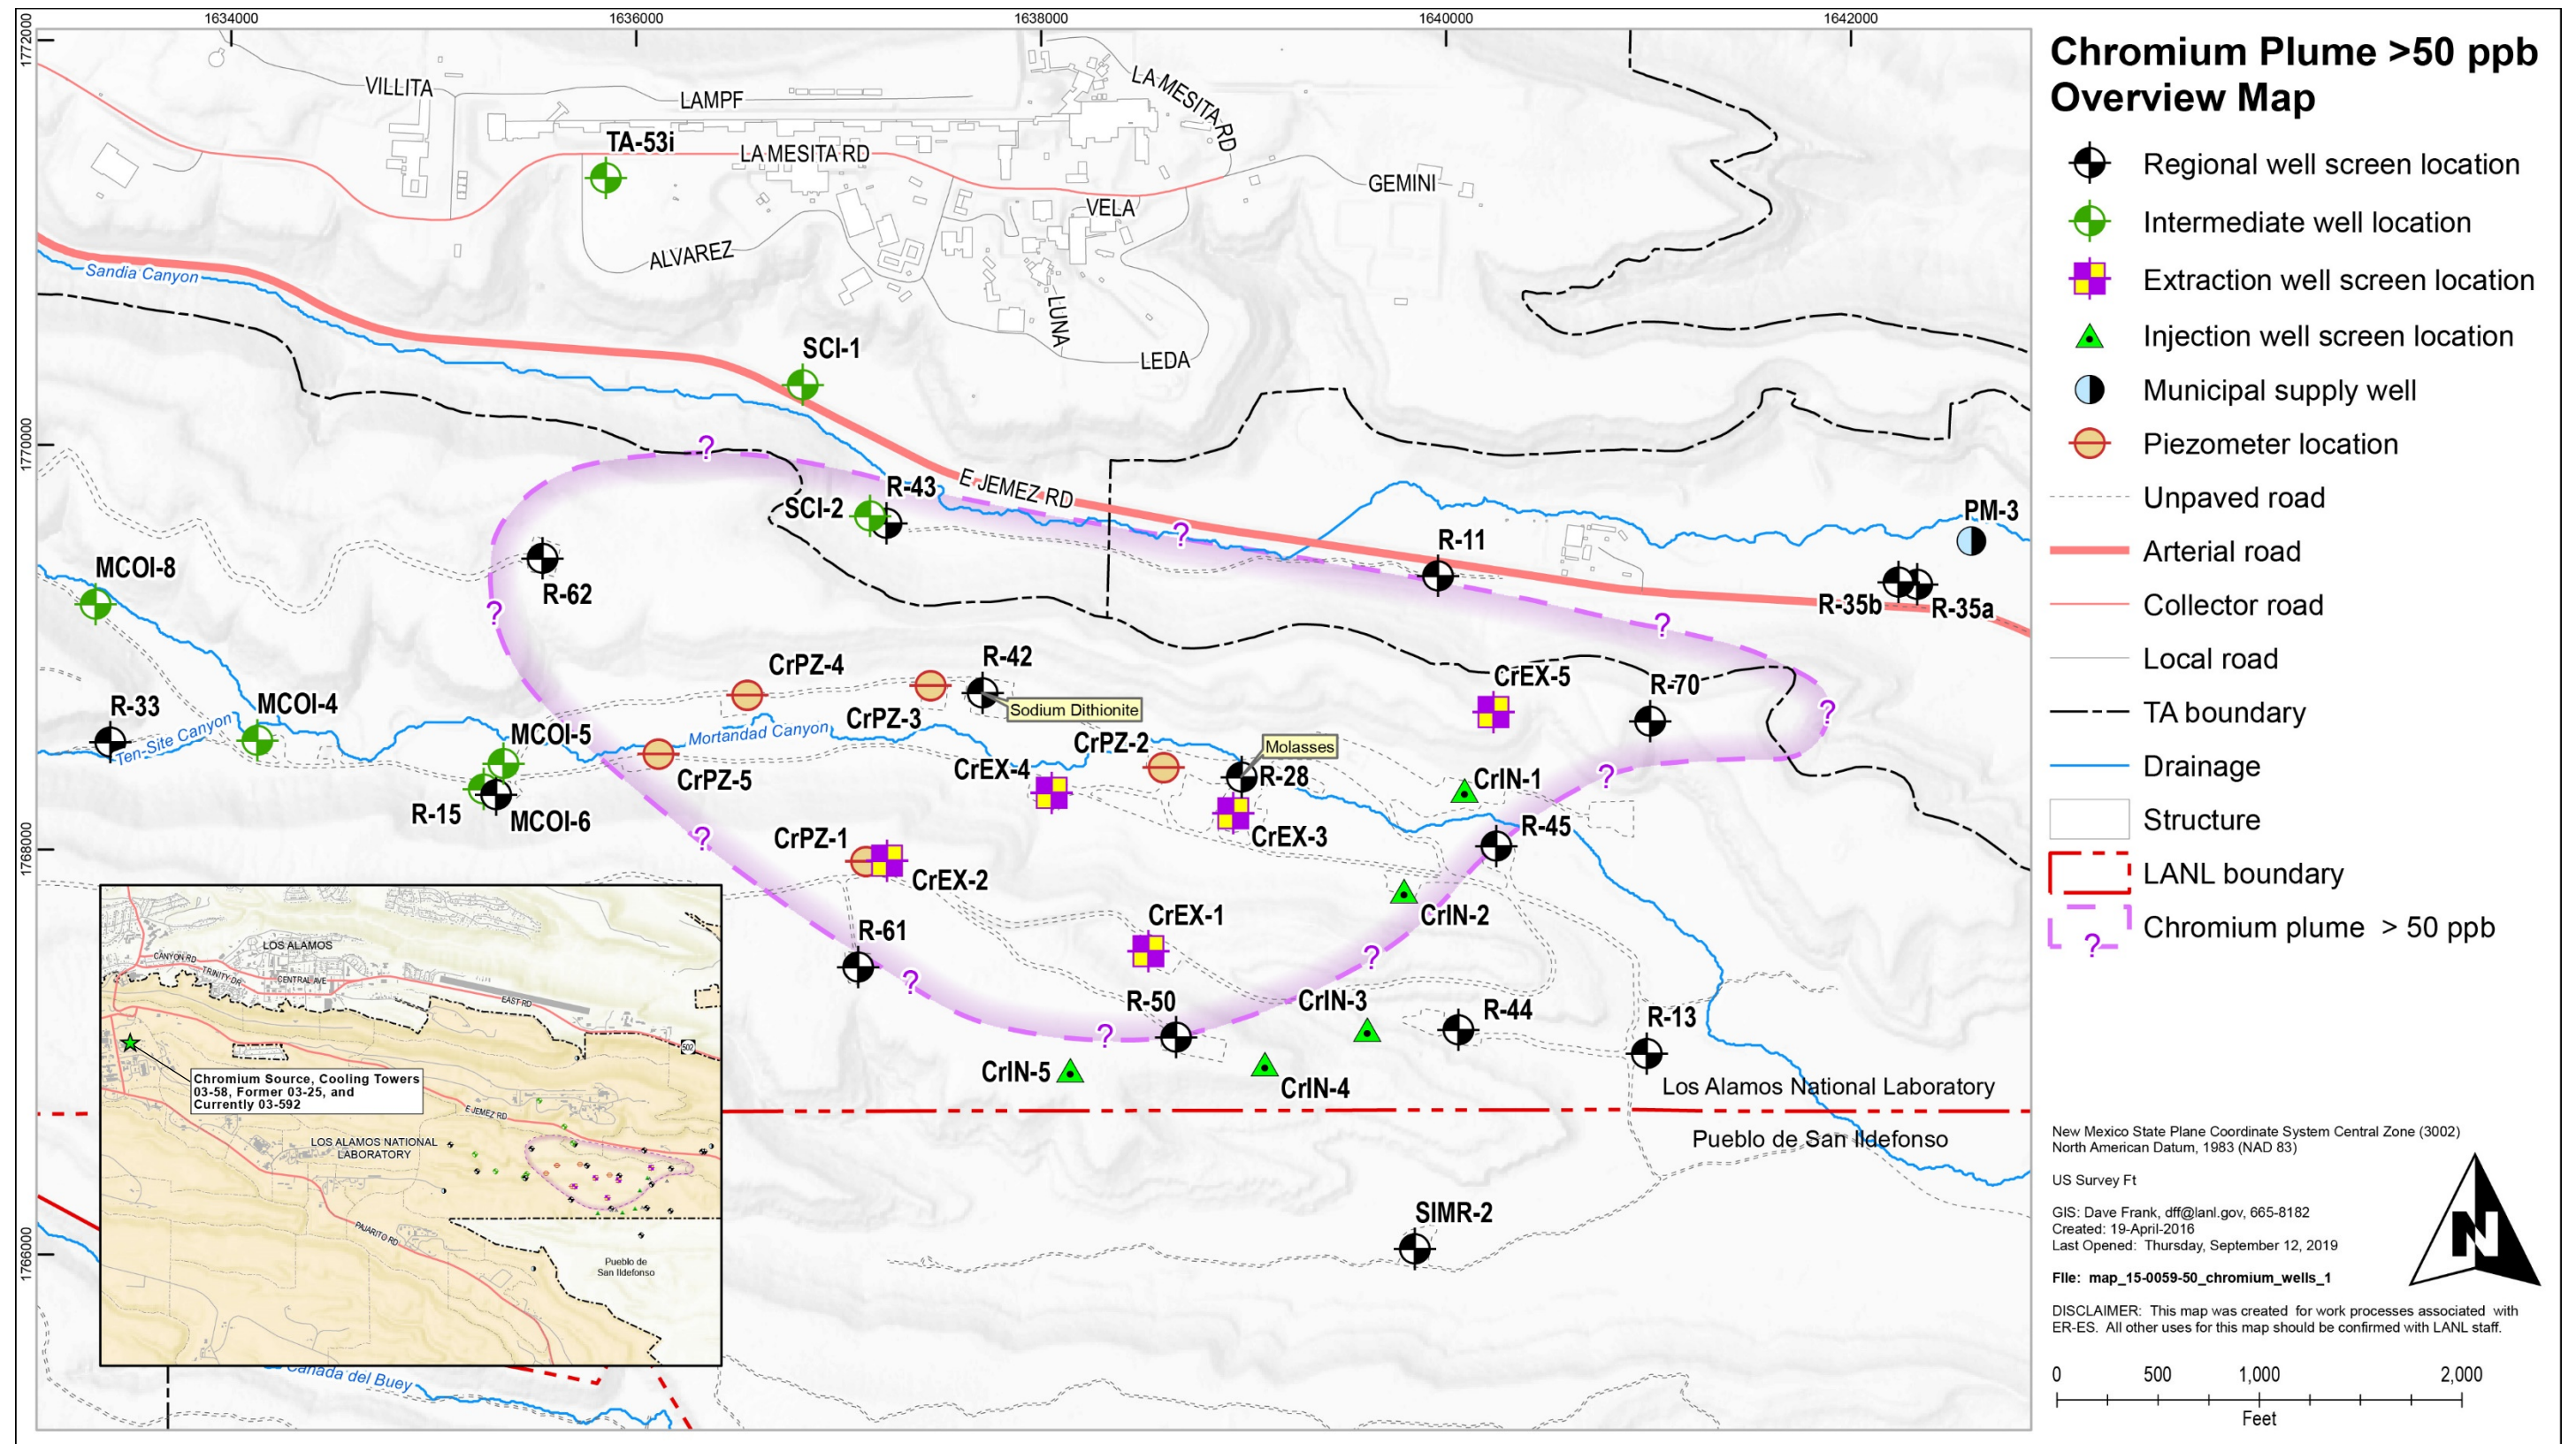 1634000
1636000
1638000
1640000
1642000
1772000
1770000
1768000
1766000
VILLITA
LAMPF
LA MESITA RD
TA-53i
LA MESITA RD
GEMINI
VELA
ALVAREZ
LUNA
LEDA
Sandia Canyon
SCI-1
?
E JEMEZ RD
R-43
SCI-2
?
R-11
PM-3
R-62
MCOI-8
?
R-35b
R-35a
?
CrPZ-4
R-42
Sodium Dithionite
CrEX-5
R-70
?
R-33
MCOI-4
Ten-Site Canyon
MCOI-5
Mortandad Canyon
CrPZ-3
CrPZ-2
Molasses
CrPZ-5
CrEX-4
R-28
CrIN-1
?
R-15
MCOI-6
?
CrPZ-1
CrEX-3
R-45
CrEX-2
CrIN-2
CrEX-1
R-61
?
?
R-50
CrIN-3
R-44
R-13
?
CrIN-5
CrIN-4
Los Alamos National Laboratory
Pueblo de San Ildefonso
SIMR-2
Cañada del Buey
LOS ALAMOS
CANYON RD
TRINITY DR
CENTRAL AVE
EAST RD
502
Chromium Source, Cooling Towers
03-58, Former 03-25, and
Currently 03-592
E JEMEZ RD
LOS ALAMOS NATIONAL
LABORATORY
PAJARITO RD
Pueblo de
San Ildefonso
Chromium Plume >50 ppb
Overview Map
Regional well screen location
Intermediate well location
Extraction well screen location
Injection well screen location
Municipal supply well
Piezometer location
Unpaved road
Arterial road
Collector road
Local road
TA boundary
Drainage
Structure
LANL boundary
Chromium plume > 50 ppb
?
New Mexico State Plane Coordinate System Central Zone (3002)
North American Datum, 1983 (NAD 83)
US Survey Ft
GIS: Dave Frank, dff@lanl.gov, 665-8182
Created: 19-April-2016
Last Opened: Thursday, September 12, 2019
FIle: map_15-0059-50_chromium_wells_1
DISCLAIMER: This map was created for work processes associated with
ER-ES. All other uses for this map should be confirmed with LANL staff.
N
0 500 1,000 2,000
Feet